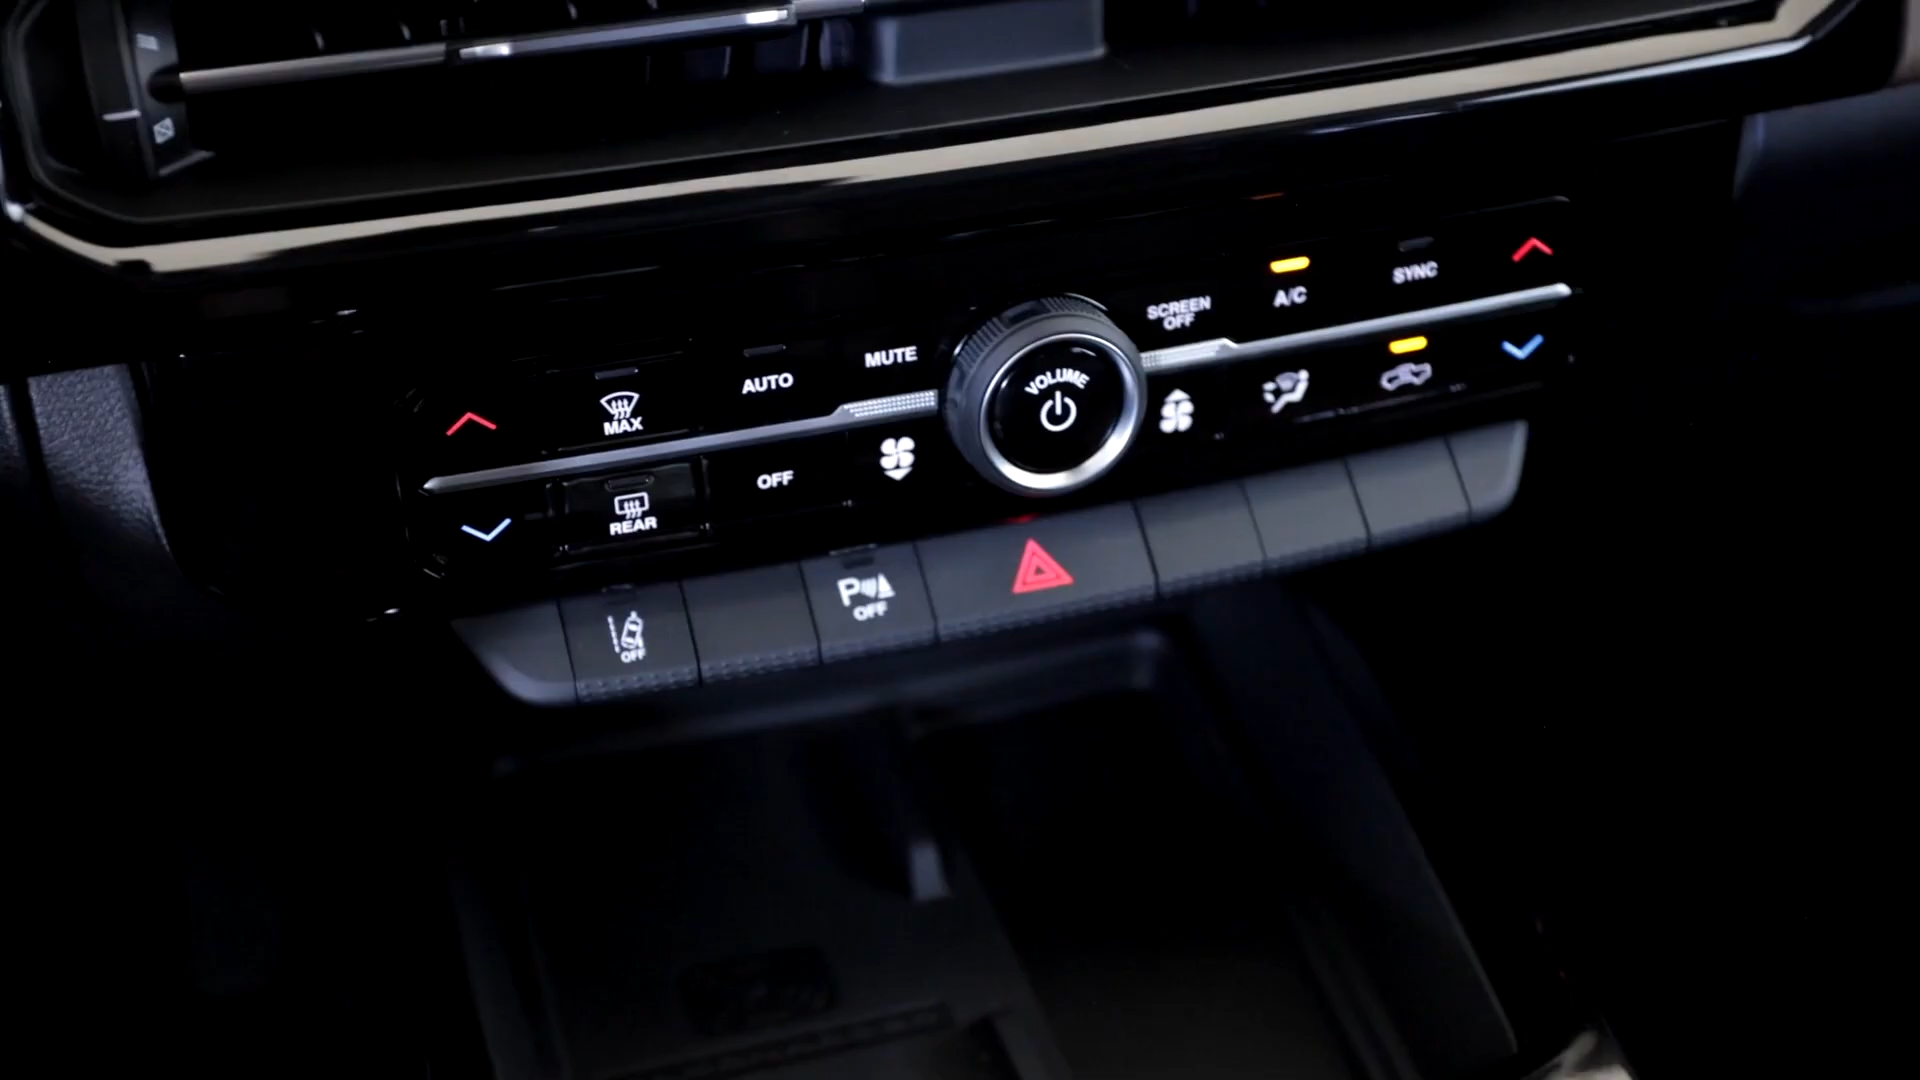 SCREEN
OFF
A/C
SYNC
MAX
AUTO
MUTE
VOLUME
REAR
OFF
OFF
P
OFF